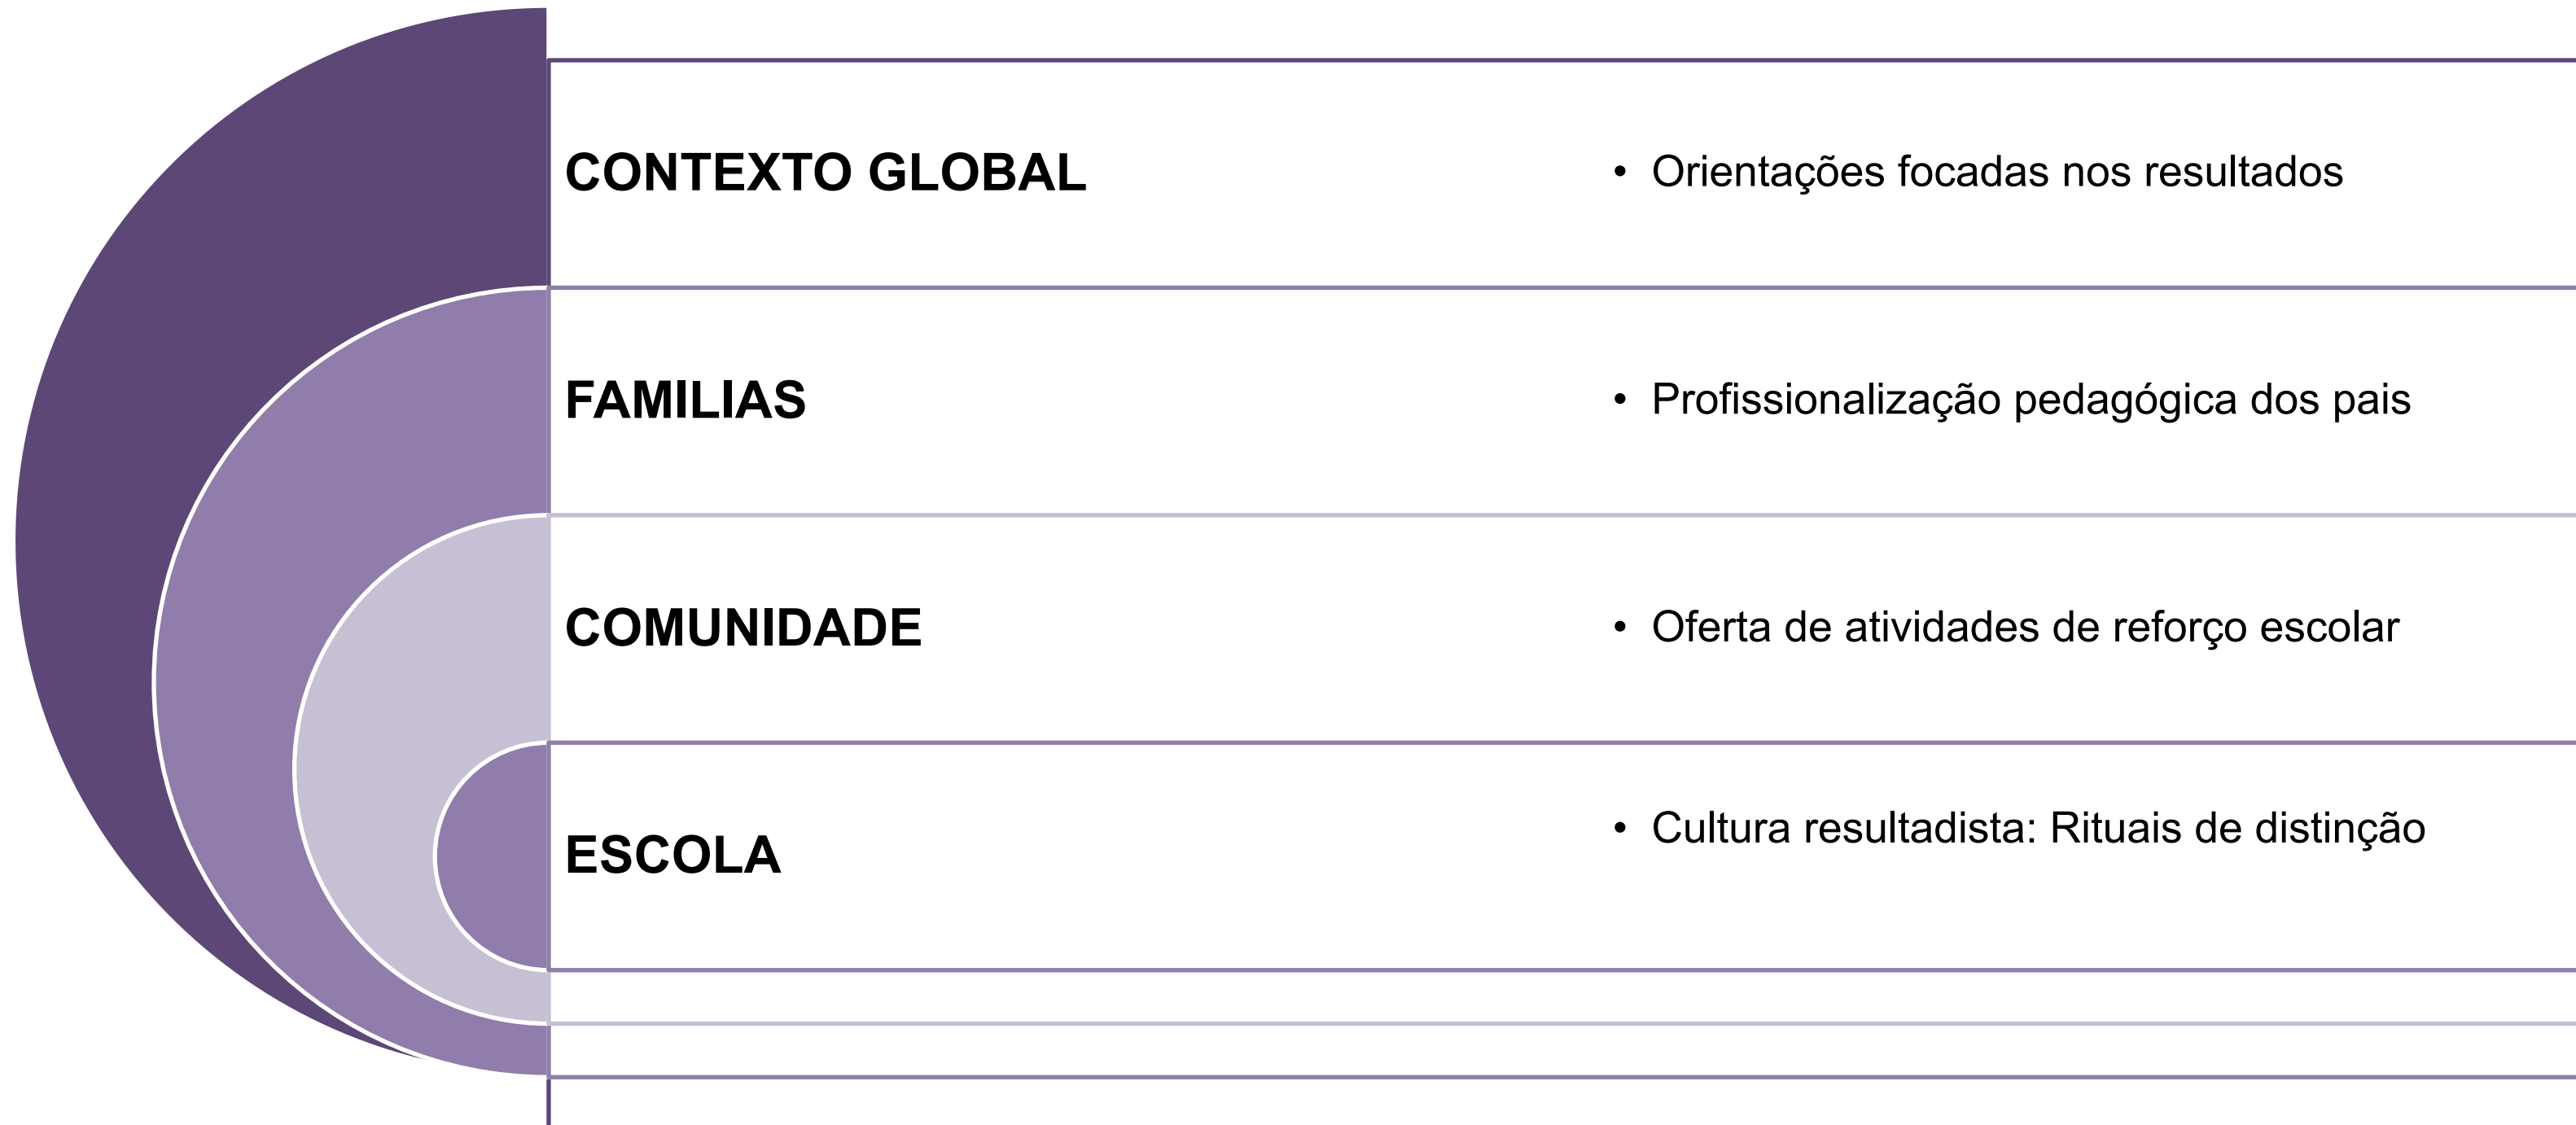 CONTEXTO GLOBAL
• Orientações focadas nos resultados
FAMILIAS
• Profissionalização pedagógica dos pais
COMUNIDADE
• Oferta de atividades de reforço escolar
ESCOLA
• Cultura resultadista: Rituais de distinção